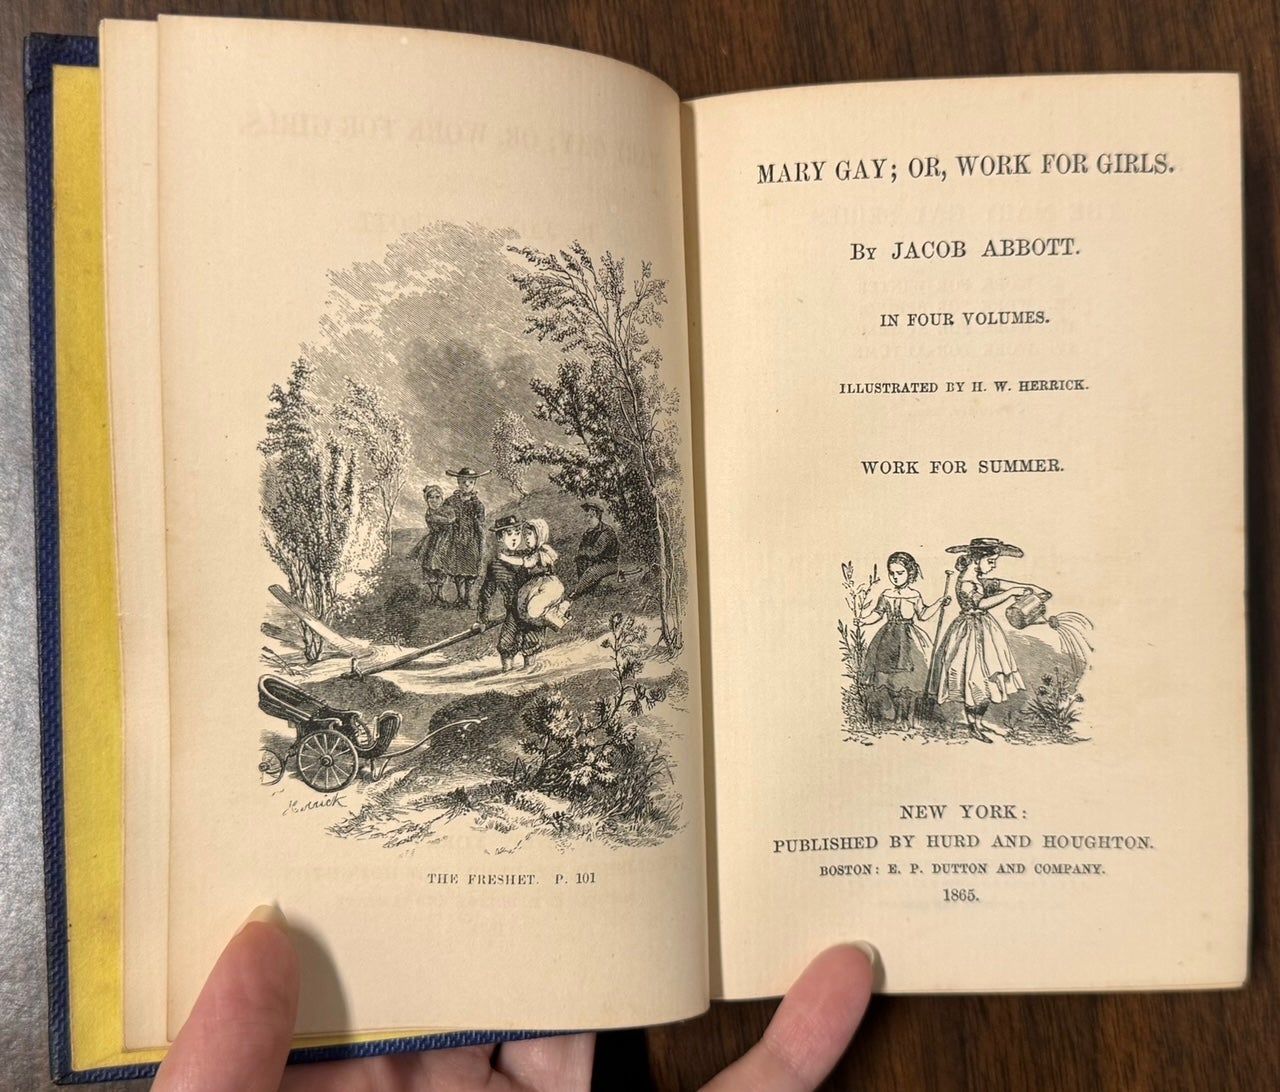 Herrick
THE FRESHET. P. 101
MARY GAY; OR, WORK FOR GIRLS.
BY JACOB ABBOTT.
IN FOUR VOLUMES.
ILLUSTRATED BY H. W. HERRICK.
WORK FOR SUMMER.
NEW YORK:
PUBLISHED BY HURD AND HOUGHTON.
BOSTON: E. P. DUTTON AND COMPANY.
1865.